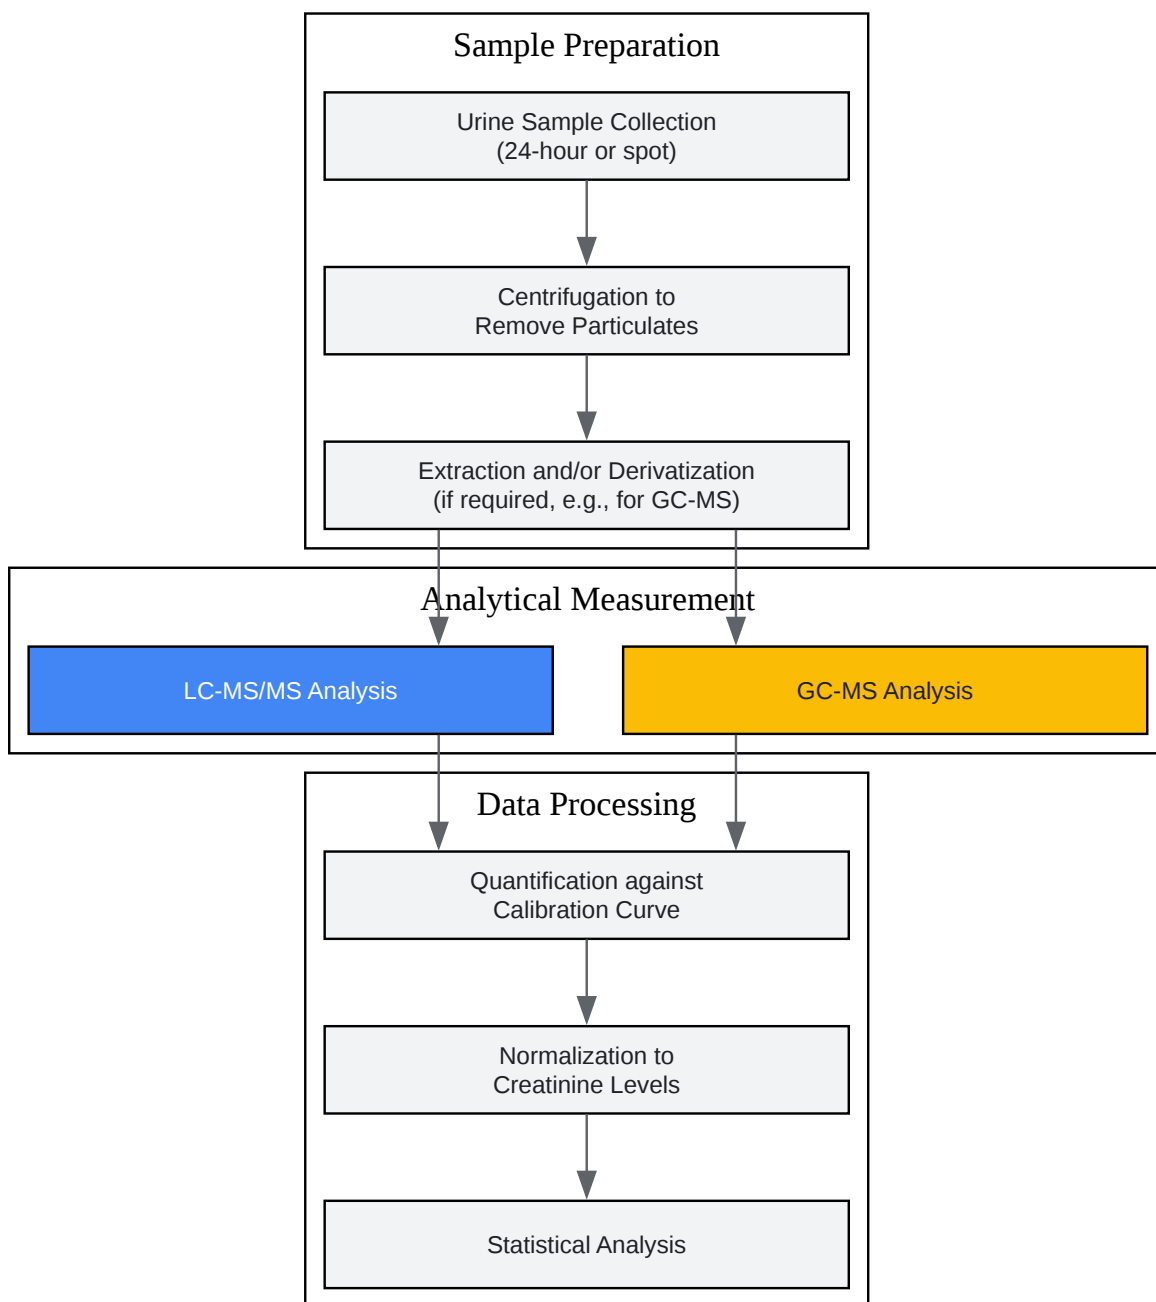 Sample Preparation
Urine Sample Collection
(24-hour or spot)
Centrifugation to
Remove Particulates
Extraction and/or Derivatization
(if required, e.g., for GC-MS)
Analytical Measurement
LC-MS/MS Analysis
GC-MS Analysis
Data Processing
Quantification against
Calibration Curve
Normalization to
Creatinine Levels
Statistical Analysis